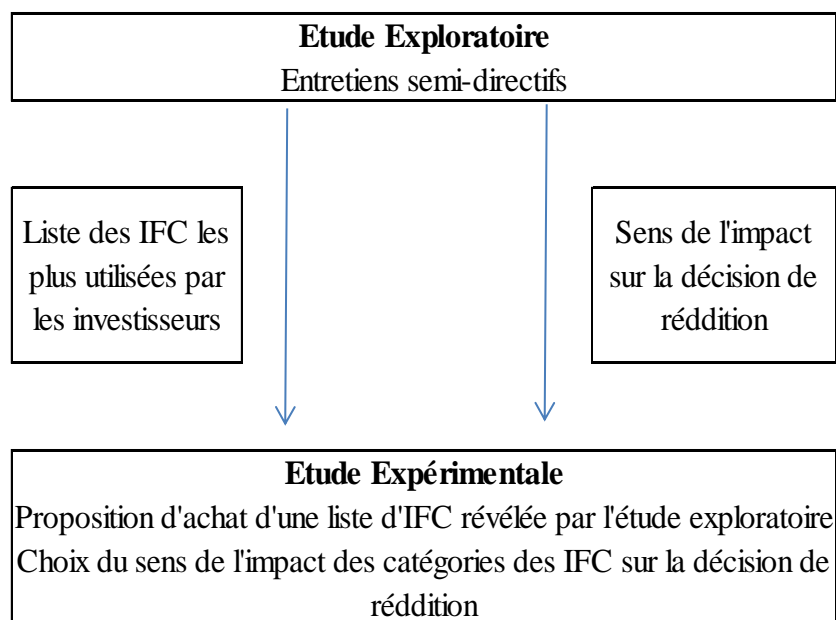 Etude Exploratoire
Entretiens semi-directifs
Liste des IFC les
plus utilisées par
les investisseurs
Sens de l'impact
sur la décision de
réddition
Etude Expérimentale
Proposition d'achat d'une liste d'IFC révélée par l'étude exploratoire
Choix du sens de l'impact des catégories des IFC sur la décision de
réddition